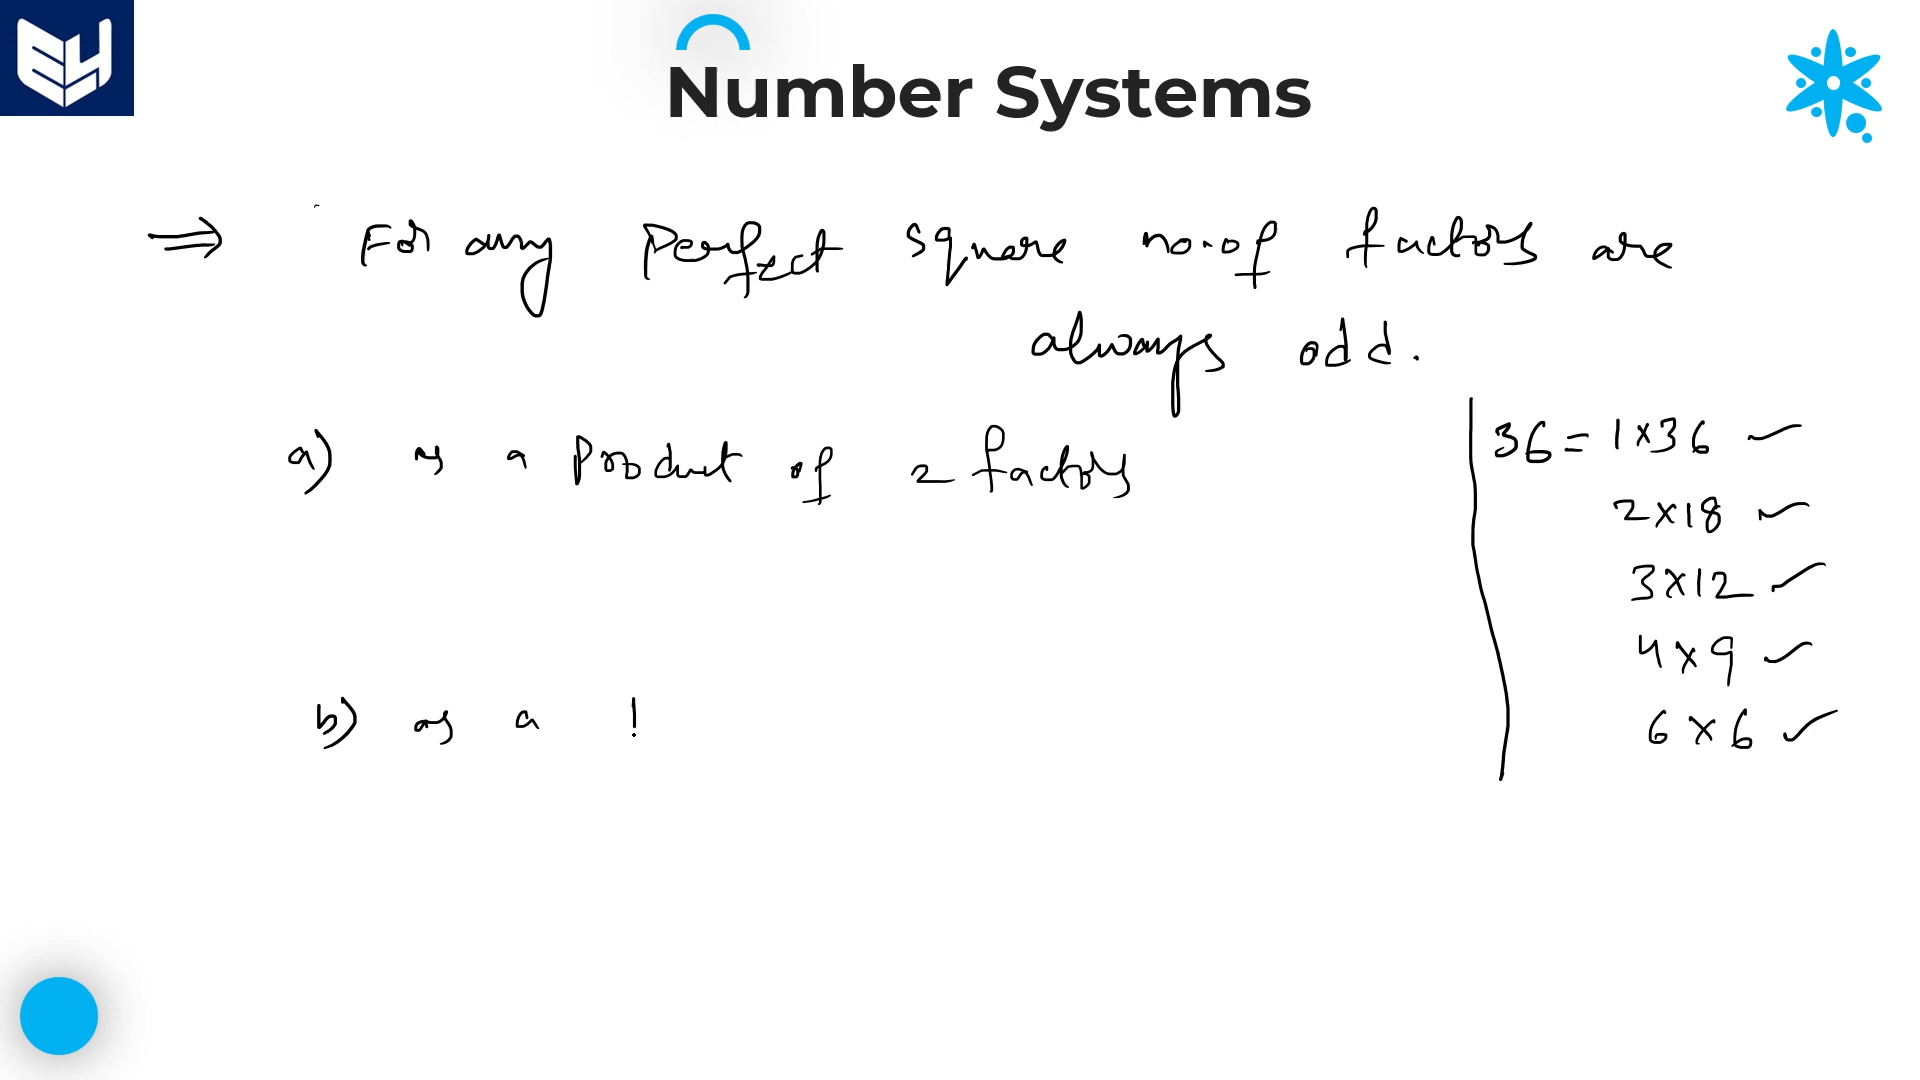 Number Systems
⇒ For any Perfect square no. of factors are
always odd.
a) as a Product of 2 factors
b) as a
36 = 1 x 36
2 x 18
3 x 12
4 x 9
6 x 6